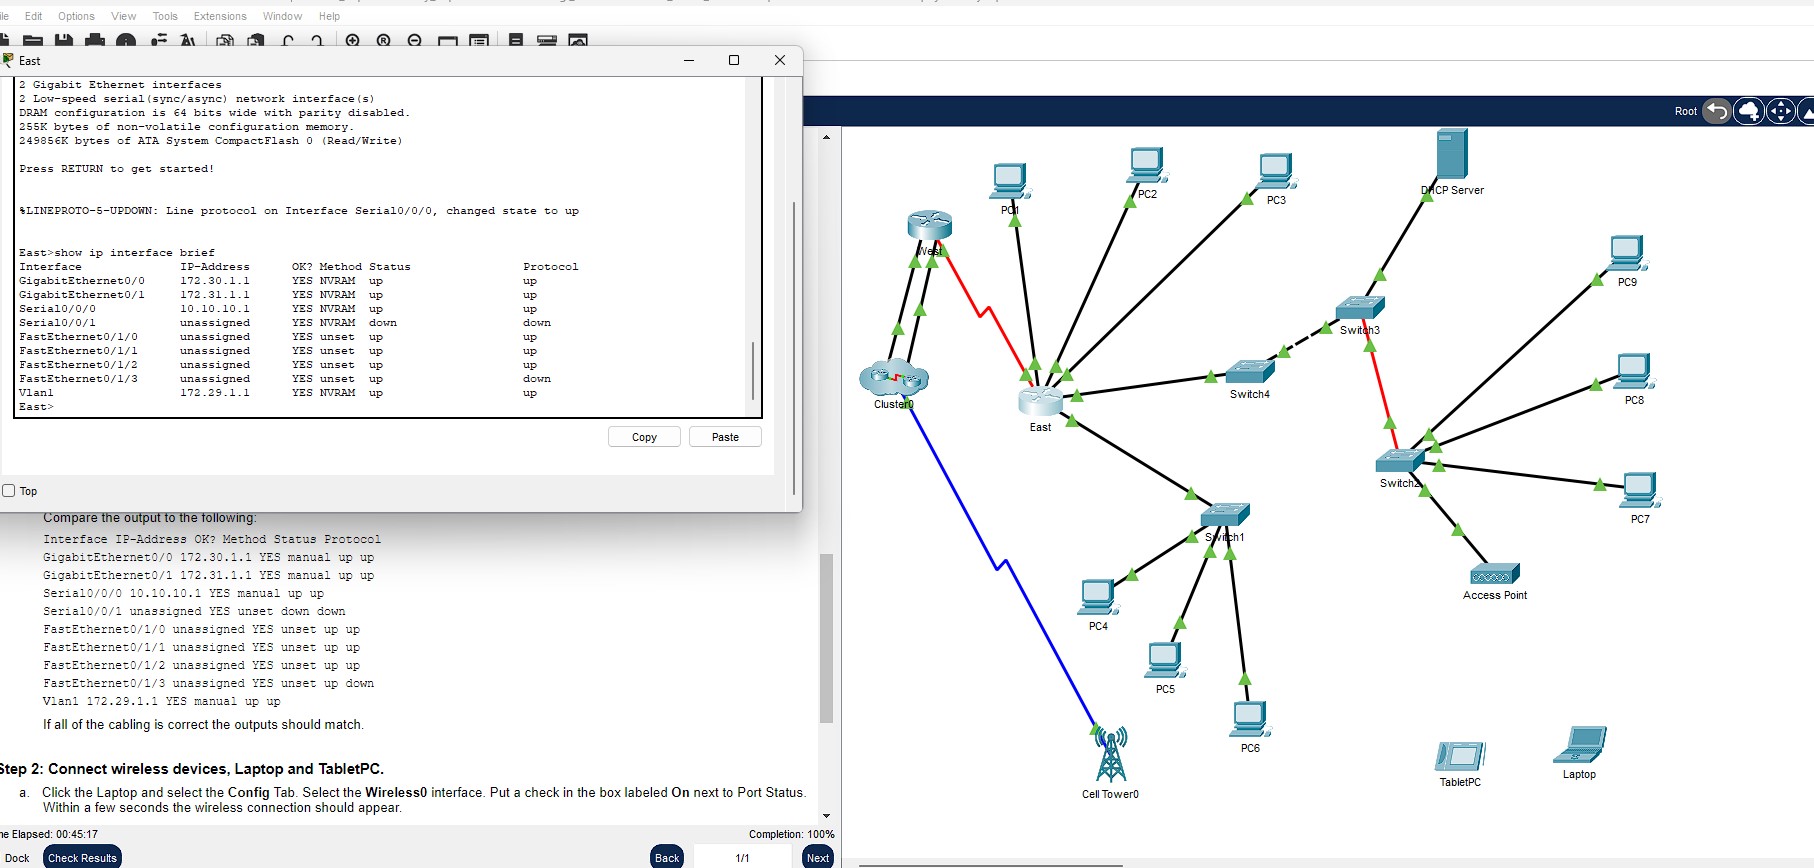 ile Edit Options View Tools Extensions Window Help
East
2 Gigabit Ethernet interfaces
2 Low-speed serial(sync/async) network interface(s)
DRAM configuration is 64 bits wide with parity disabled.
255K bytes of non-volatile configuration memory.
249856K bytes of ATA System CompactFlash 0 (Read/Write)
Press RETURN to get started!
%LINEPROTO-5-UPDOWN: Line protocol on Interface Serial0/0/0, changed state to up
East>show ip interface brief
Interface IP-Address OK? Method Status Protocol
GigabitEthernet0/0 172.30.1.1 YES NVRAM up up
GigabitEthernet0/1 172.31.1.1 YES NVRAM up up
Serial0/0/0 10.10.10.1 YES NVRAM up up
Serial0/0/1 unassigned YES NVRAM down down
FastEthernet0/1/0 unassigned YES unset up up
FastEthernet0/1/1 unassigned YES unset up up
FastEthernet0/1/2 unassigned YES unset up up
FastEthernet0/1/3 unassigned YES unset up down
Vlan1 172.29.1.1 YES NVRAM up up
East>
Copy Paste
Top
Compare the output to the following:
Interface IP-Address OK? Method Status Protocol
GigabitEthernet0/0 172.30.1.1 YES manual up up
GigabitEthernet0/1 172.31.1.1 YES manual up up
Serial0/0/0 10.10.10.1 YES manual up up
Serial0/0/1 unassigned YES unset down down
FastEthernet0/1/0 unassigned YES unset up up
FastEthernet0/1/1 unassigned YES unset up up
FastEthernet0/1/2 unassigned YES unset up up
FastEthernet0/1/3 unassigned YES unset up down
Vlan1 172.29.1.1 YES manual up up
If all of the cabling is correct the outputs should match.
Step 2: Connect wireless devices, Laptop and TabletPC.
a. Click the Laptop and select the Config Tab. Select the Wireless0 interface. Put a check in the box labeled On next to Port Status.
Within a few seconds the wireless connection should appear.
me Elapsed: 00:45:17 Completion: 100%
Dock Check Results Back 1/1 Next
Root
PC1
PC2
PC3
DHCP Server
West
PC9
Switch3
Cluster0
Switch4
PC8
East
Switch2
PC7
Switch1
Access Point
PC4
PC5
PC6
Cell Tower0
TabletPC
Laptop